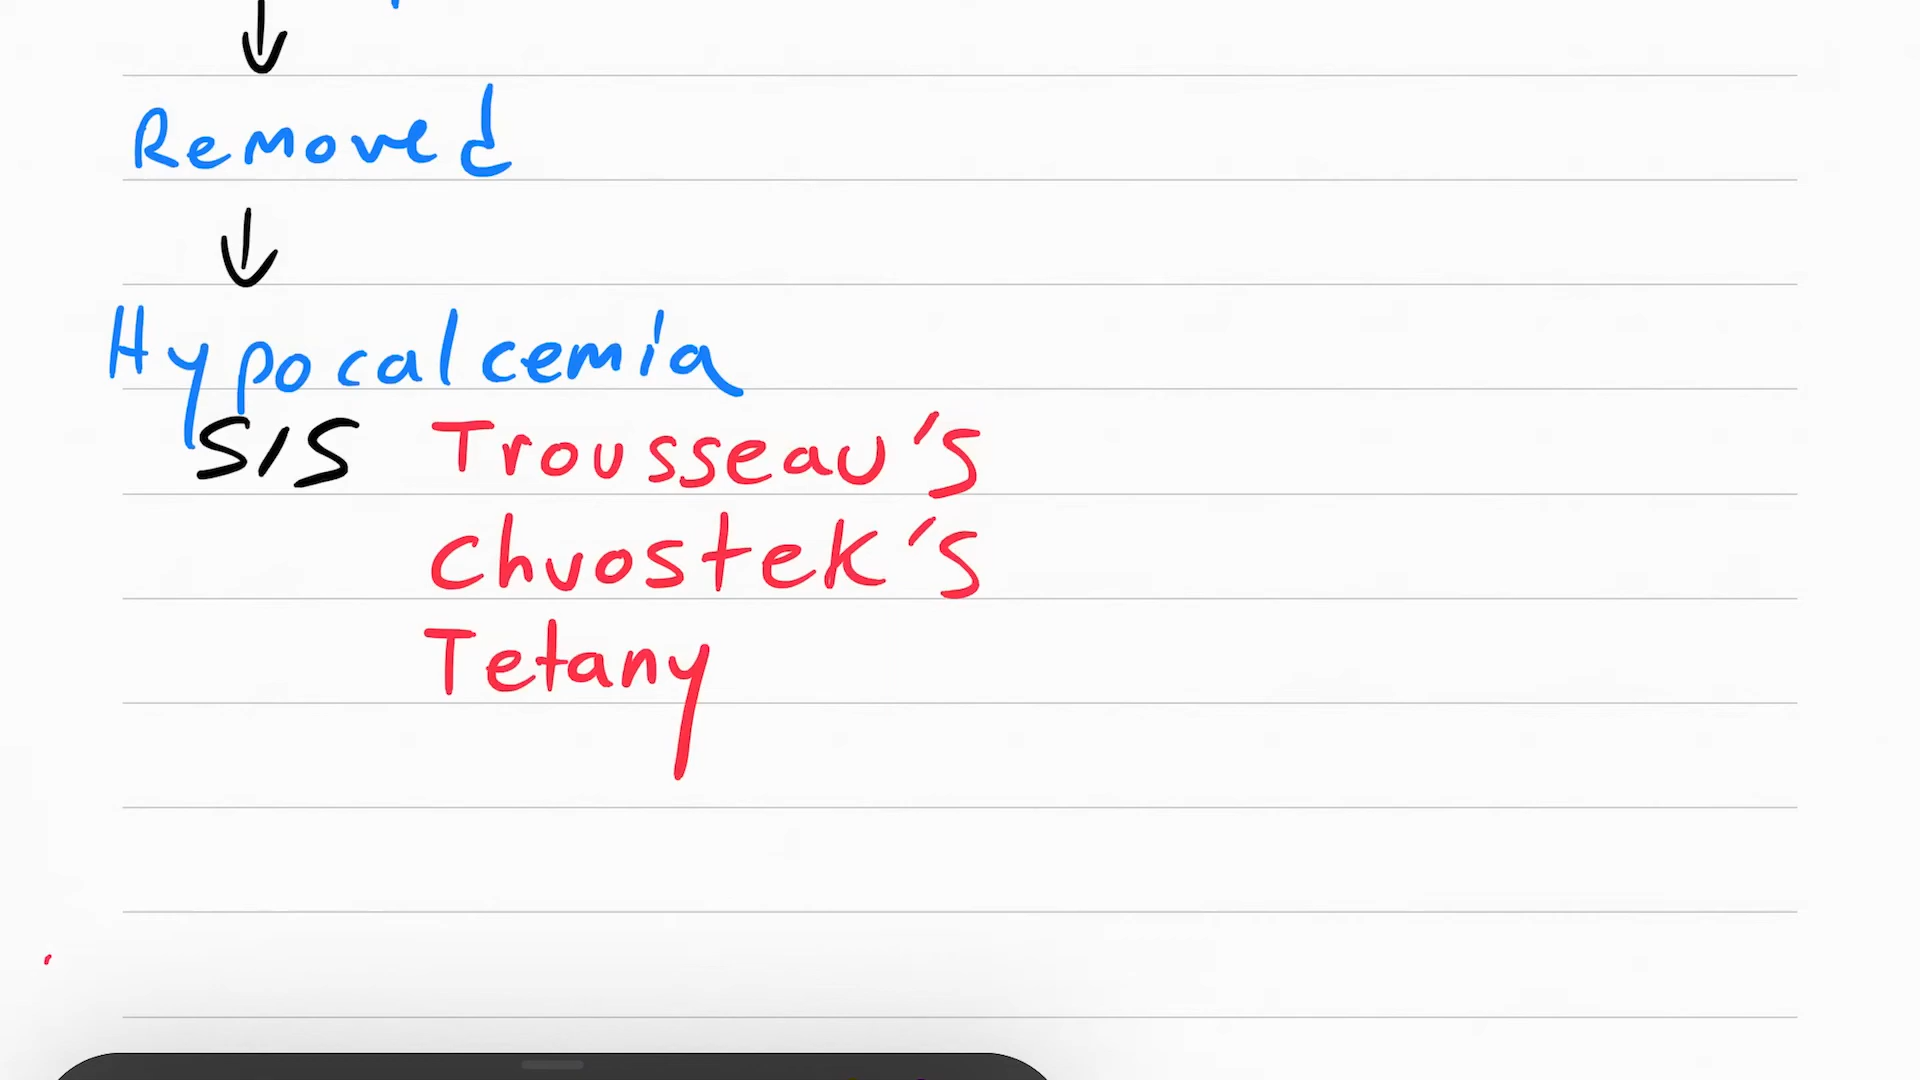 ↓
Removed
↓
Hypocalcemia
S/S Trousseau's
Chvostek's
Tetany